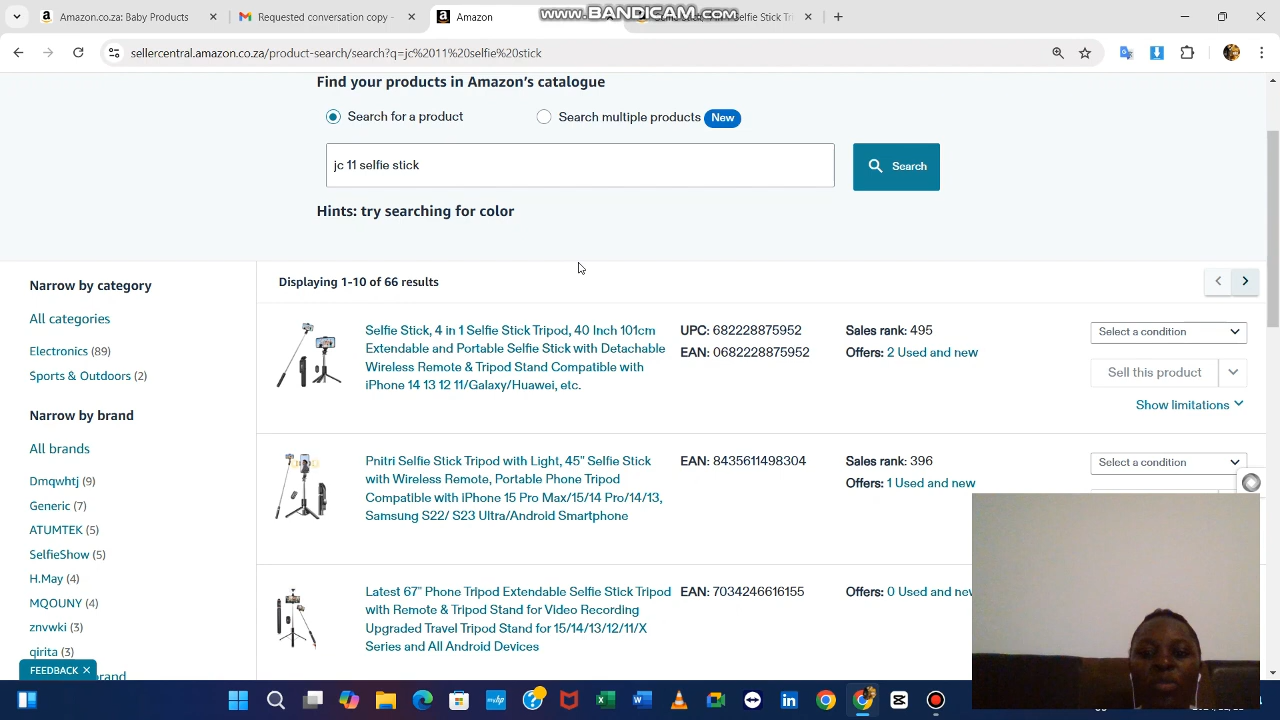 Amazon.co.za: Baby Products
Requested conversation copy -
Amazon
Selfie Stick Tri
www.BANDICAM.com
sellercentral.amazon.co.za/product-search/search?q=jc%2011%20selfie%20stick
Find your products in Amazon's catalogue
Search for a product
Search multiple products New
jc 11 selfie stick
Search
Hints: try searching for color
Narrow by category
All categories
Electronics (89)
Sports & Outdoors (2)
Narrow by brand
All brands
Dmqwhtj (9)
Generic (7)
ATUMTEK (5)
SelfieShow (5)
H.May (4)
MQOUNY (4)
znvwki (3)
qirita (3)
FEEDBACK
Displaying 1-10 of 66 results
Selfie Stick, 4 in 1 Selfie Stick Tripod, 40 Inch 101cm
Extendable and Portable Selfie Stick with Detachable
Wireless Remote & Tripod Stand Compatible with
iPhone 14 13 12 11/Galaxy/Huawei, etc.
UPC: 682228875952
EAN: 0682228875952
Sales rank: 495
Offers: 2 Used and new
Select a condition
Sell this product
Show limitations
Pnitri Selfie Stick Tripod with Light, 45" Selfie Stick
with Wireless Remote, Portable Phone Tripod
Compatible with iPhone 15 Pro Max/15/14 Pro/14/13,
Samsung S22/ S23 Ultra/Android Smartphone
EAN: 8435611498304
Sales rank: 396
Offers: 1 Used and new
Select a condition
Latest 67" Phone Tripod Extendable Selfie Stick Tripod
with Remote & Tripod Stand for Video Recording
Upgraded Travel Tripod Stand for 15/14/13/12/11/X
Series and All Android Devices
EAN: 7034246616155
Offers: 0 Used and new